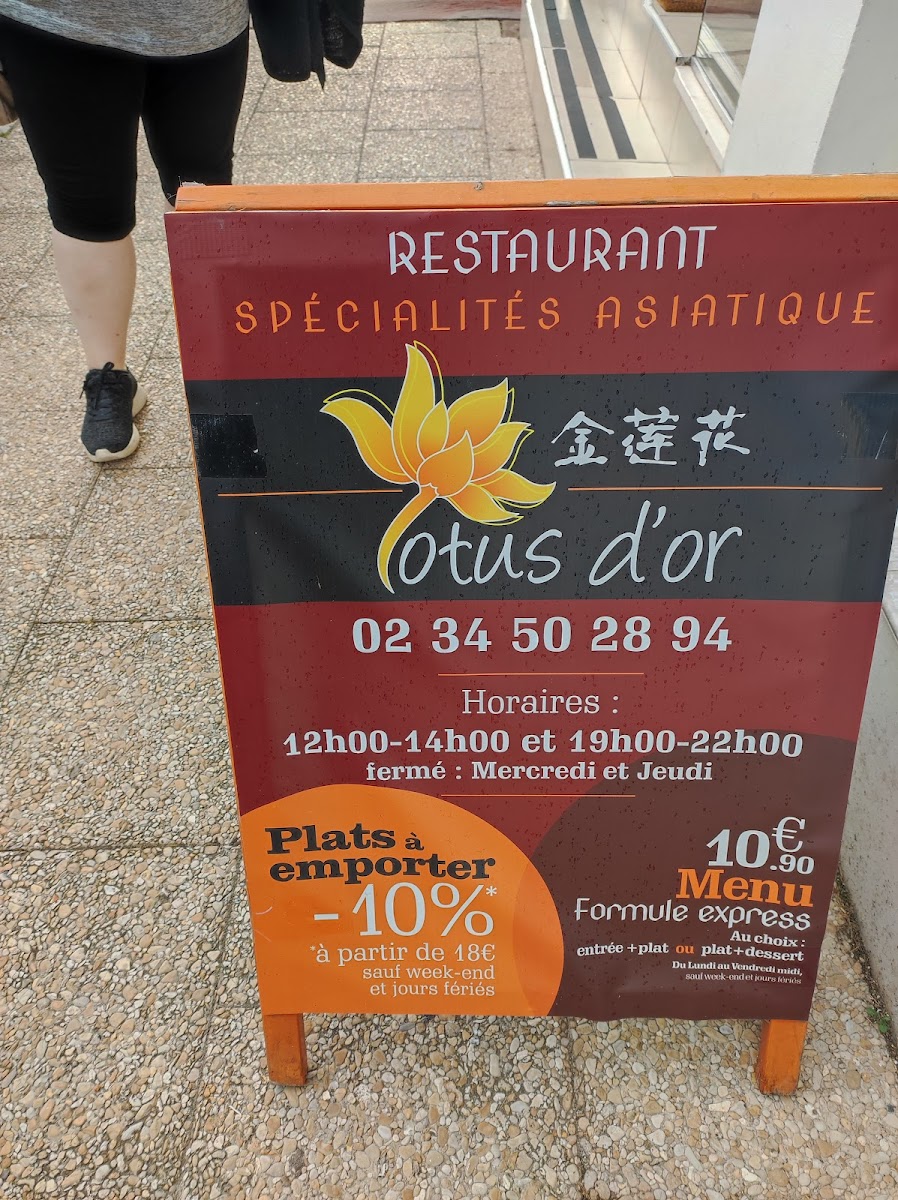 RESTAURANT
SPÉCIALITÉS ASIATIQUE
金莲花
Lotus d'or
02 34 50 28 94
Horaires :
12h00-14h00 et 19h00-22h00
fermé : Mercredi et Jeudi
Plats à
emporter
-10%*
*à partir de 18€
sauf week-end
et jours fériés
10€.90
Menu
Formule express
Au choix :
entrée +plat ou plat+dessert
Du Lundi au Vendredi midi,
sauf week-end et jours fériés